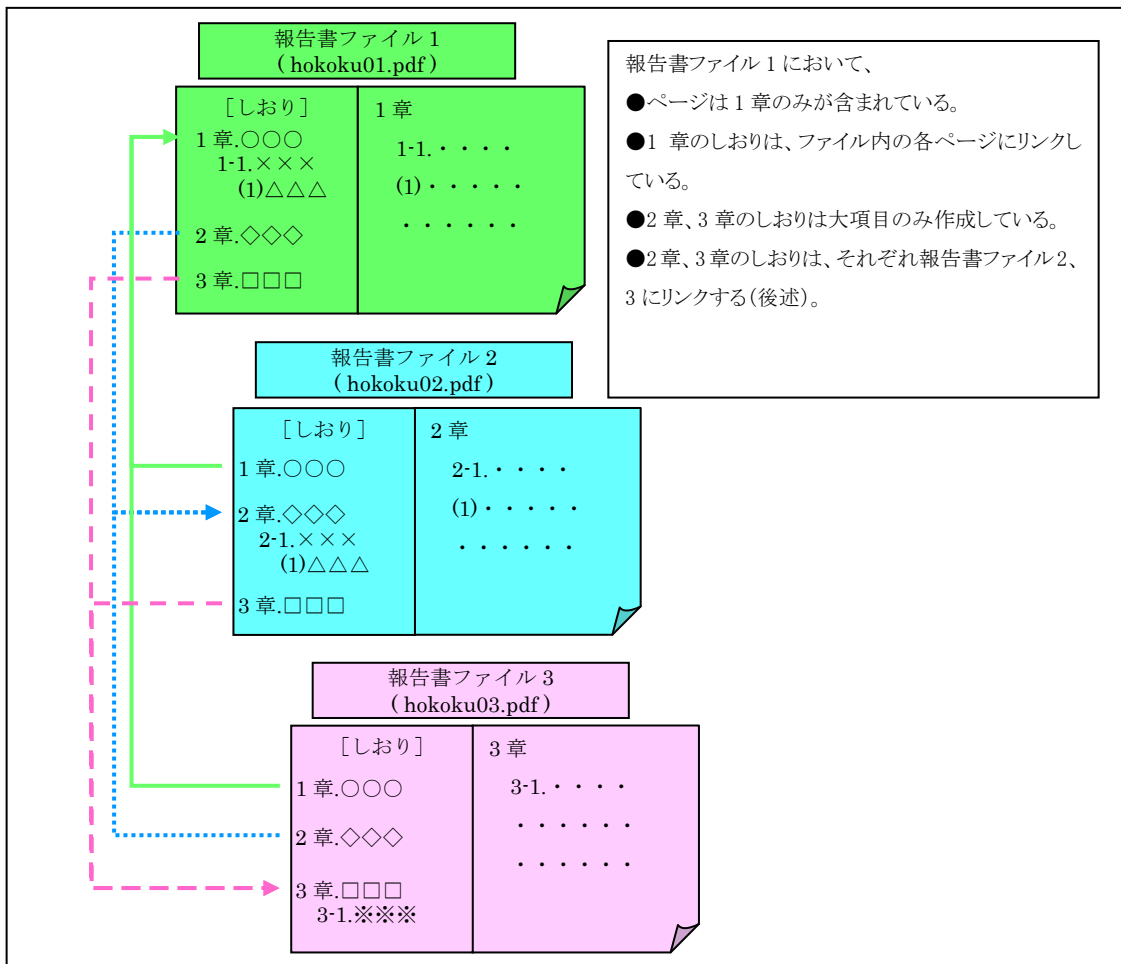 報告書ファイル 1
( hokoku01.pdf )
[しおり]
1 章.○○○
1-1.×××
(1)△△△
2 章.◇◇◇
3 章.□□□
1 章
1-1.・・・・
(1)・・・・・
・・・・・・
報告書ファイル 1 において、
●ページは 1 章のみが含まれている。
●1 章のしおりは、ファイル内の各ページにリンクし
ている。
●2 章、3 章のしおりは大項目のみ作成している。
●2 章、3 章のしおりは、それぞれ報告書ファイル 2、
3 にリンクする(後述)。
報告書ファイル 2
( hokoku02.pdf )
[しおり]
1 章.○○○
2 章.◇◇◇
2-1.×××
(1)△△△
3 章.□□□
2 章
2-1.・・・・
(1)・・・・・
・・・・・・
報告書ファイル 3
( hokoku03.pdf )
[しおり]
1 章.○○○
2 章.◇◇◇
3 章.□□□
3-1.※※※
3 章
3-1.・・・・
・・・・・・
・・・・・・